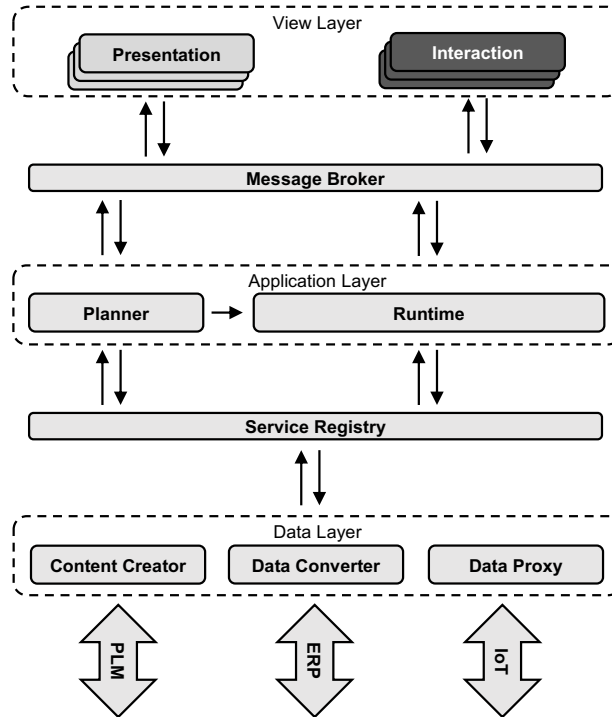 View Layer
Presentation
Interaction
Message Broker
Application Layer
Planner
Runtime
Service Registry
Data Layer
Content Creator
Data Converter
Data Proxy
PLM
ERP
IoT